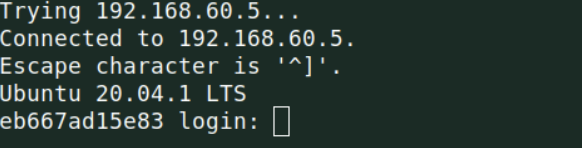 Trying 192.168.60.5...
Connected to 192.168.60.5.
Escape character is '^]'.
Ubuntu 20.04.1 LTS
eb667ad15e83 login: